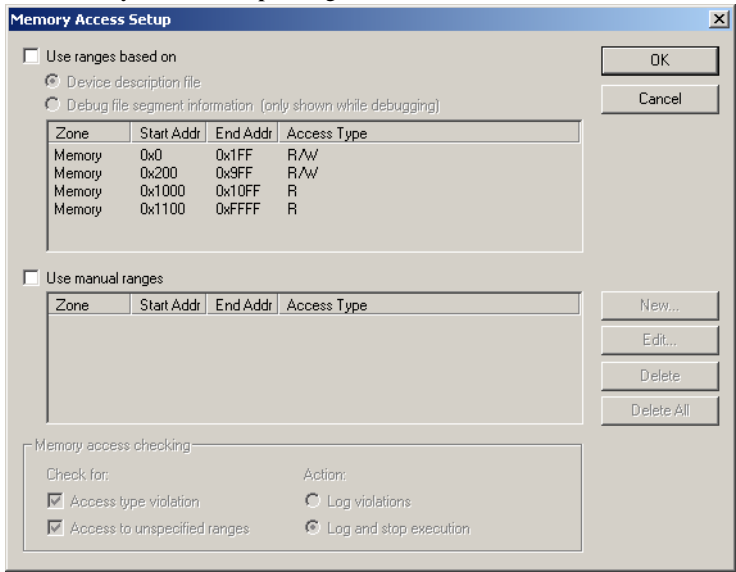 Memory Access Setup
Use ranges based on
OK
Device description file
Debug file segment information (only shown while debugging)
Cancel
Zone Start Addr End Addr Access Type
Memory 0x0 0x1FF R/W
Memory 0x200 0x9FF R/W
Memory 0x1000 0x10FF R
Memory 0x1100 0xFFFF R
Use manual ranges
Zone Start Addr End Addr Access Type
New...
Edit...
Delete
Delete All
Memory access checking
Check for: Action:
Access type violation Log violations
Access to unspecified ranges Log and stop execution